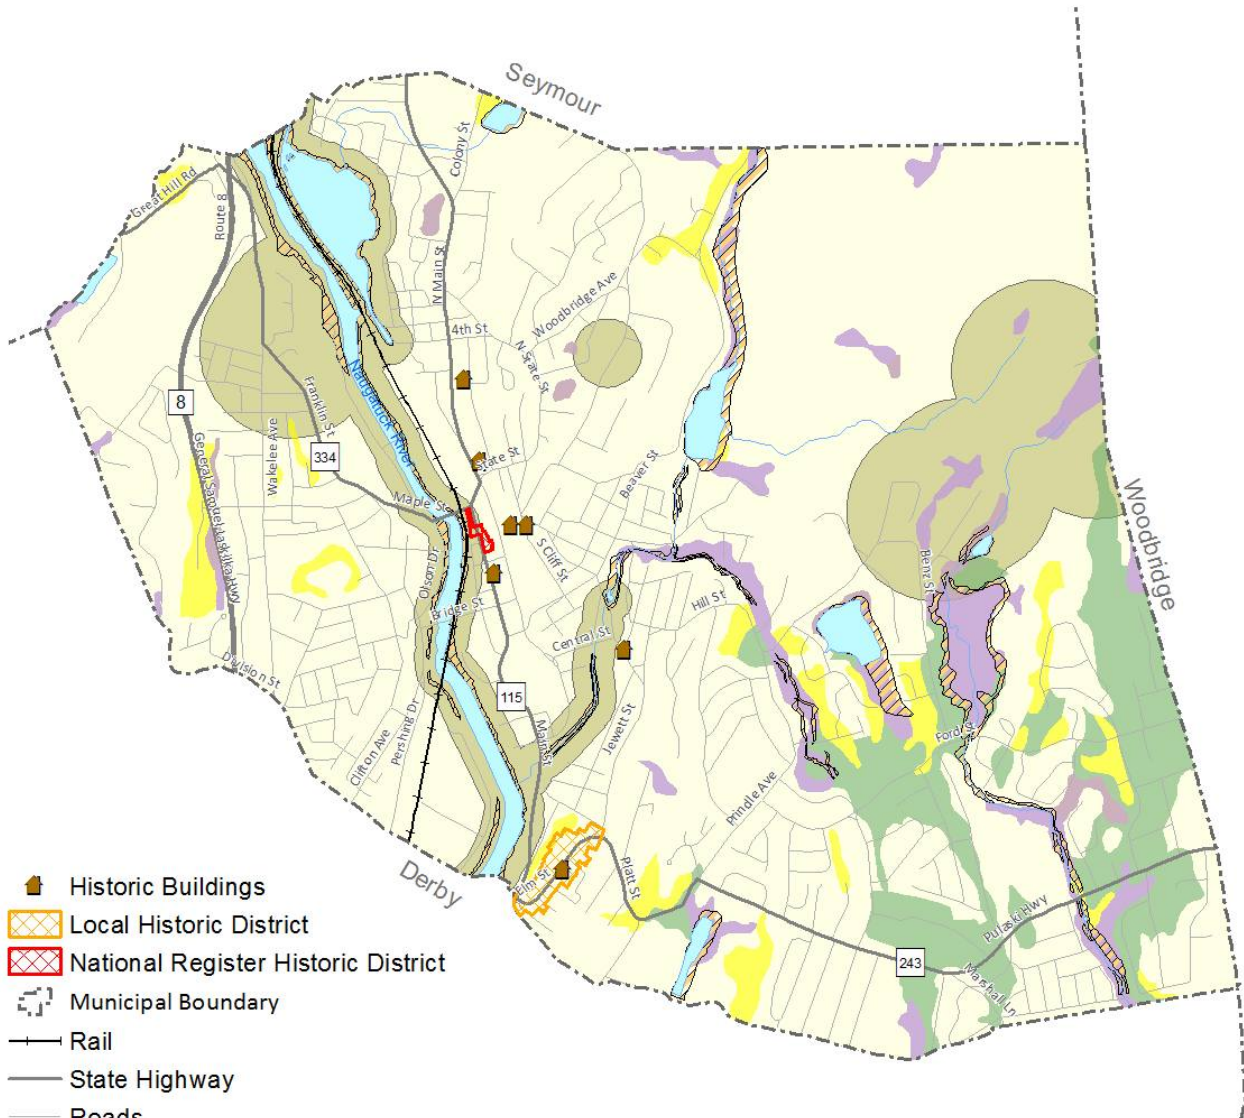 Seymour
Colony St
Great Hill Rd
Route 8
N Main St
Woodbridge Ave
4th St
N State St
Naugatuck River
8
Franklin St
Wakelee Ave
334
General Samuel Jaskilka Hwy
State St
Beaver St
Maple St
Woodbridge
Olson Dr
S Cliff St
Benz St
Bridge St
Hill St
Central St
Division St
115
Main St
Jewett St
Pershing Dr
Clifton Ave
Prindle Ave
Derby
Elm St
Platt St
Pulaski Hwy
243
Marshall Ln
Historic Buildings
Local Historic District
National Register Historic District
Municipal Boundary
Rail
State Highway
Roads